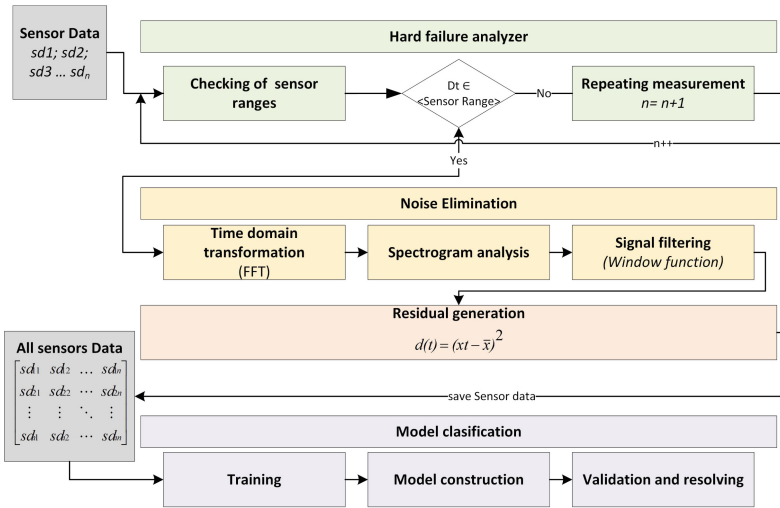 Sensor Data
sd1; sd2;
sd3 ... sdn
Hard failure analyzer
Checking of sensor
ranges
Dt ∈
<Sensor Range>
No
Repeating measurement
n= n+1
n++
Yes
Noise Elimination
Time domain
transformation
(FFT)
Spectrogram analysis
Signal filtering
(Window function)
Residual generation
d(t) = (xt – x̅)²
All sensors Data
sd11 sd12 … sd1n
sd21 sd22 … sd2n
⋮ ⋮ ⋱ ⋮
sdi1 sdi2 … sdin
save Sensor data
Model clasification
Training
Model construction
Validation and resolving